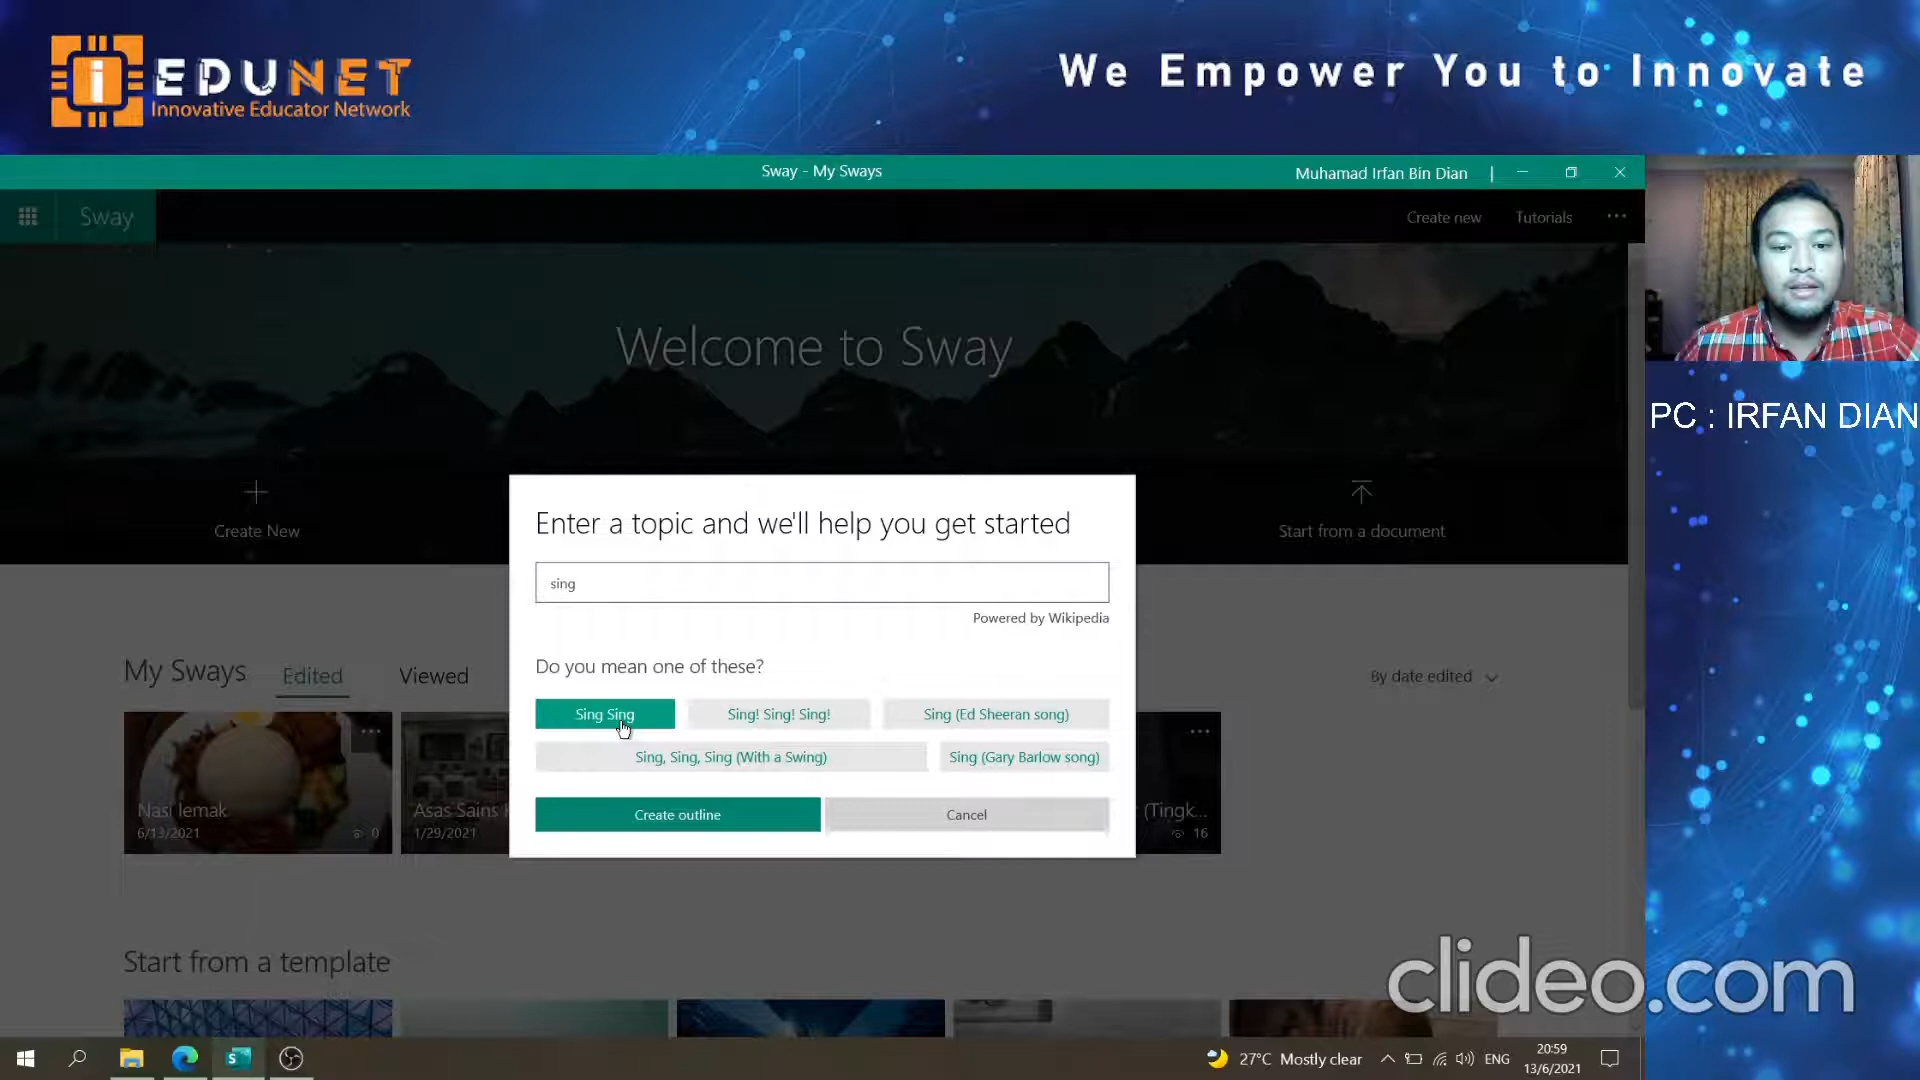 i EDUNET
Innovative Educator Network
We Empower You to Innovate
Sway - My Sways
Muhamad Irfan Bin Dian
Sway
Create new
Tutorials
Welcome to Sway
PC : IRFAN DIAN
Create New
Start from a document
Enter a topic and we'll help you get started
sing
Powered by Wikipedia
Do you mean one of these?
Sing Sing
Sing! Sing! Sing!
Sing (Ed Sheeran song)
Sing, Sing, Sing (With a Swing)
Sing (Gary Barlow song)
Create outline
Cancel
My Sways
Edited
Viewed
By date edited
Nasi lemak
6/13/2021
0
Asas Sains
1/29/2021
(Tingk...
16
Start from a template
clideo.com
27°C Mostly clear
ENG
20:59
13/6/2021